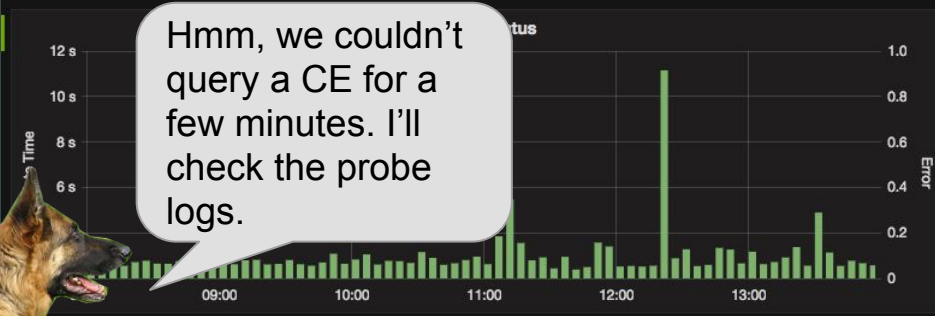 Hmm, we couldn’t
query a CE for a
few minutes. I’ll
check the probe
logs.
tus
12 s
10 s
8 s
6 s
Time
1.0
0.8
0.6
0.4
0.2
0
Error
09:00
10:00
11:00
12:00
13:00